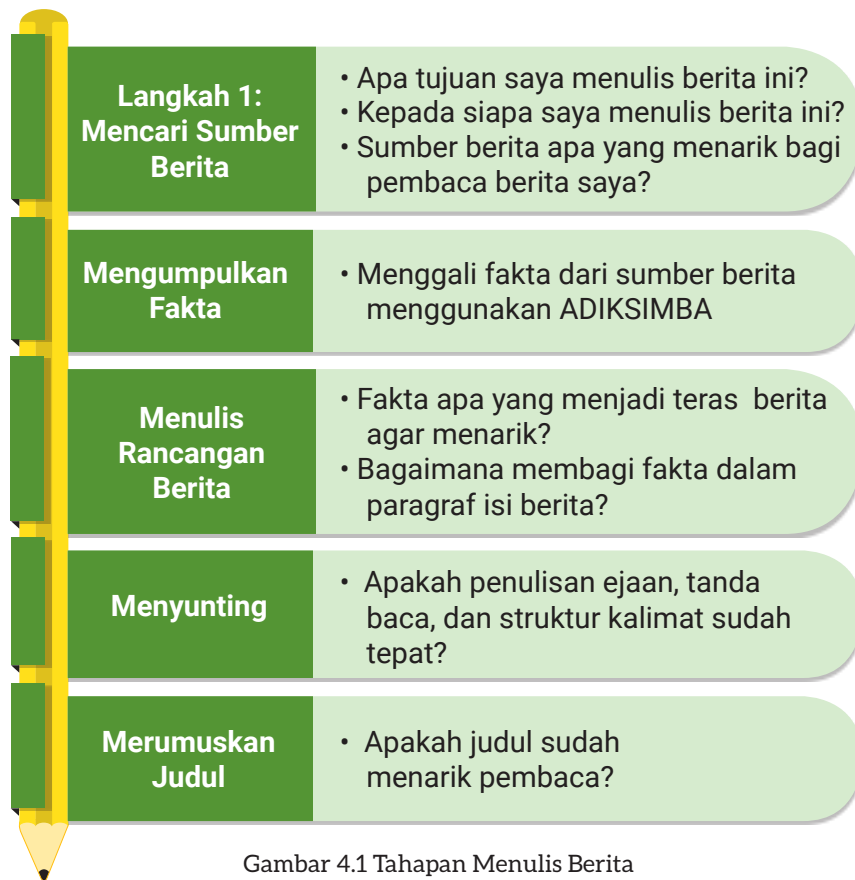 Langkah 1:
Mencari Sumber
Berita
• Apa tujuan saya menulis berita ini?
• Kepada siapa saya menulis berita ini?
• Sumber berita apa yang menarik bagi
pembaca berita saya?
Mengumpulkan
Fakta
• Menggali fakta dari sumber berita
menggunakan ADIKSIMBA
Menulis
Rancangan
Berita
• Fakta apa yang menjadi teras berita
agar menarik?
• Bagaimana membagi fakta dalam
paragraf isi berita?
Menyunting
• Apakah penulisan ejaan, tanda
baca, dan struktur kalimat sudah
tepat?
Merumuskan
Judul
• Apakah judul sudah
menarik pembaca?
Gambar 4.1 Tahapan Menulis Berita